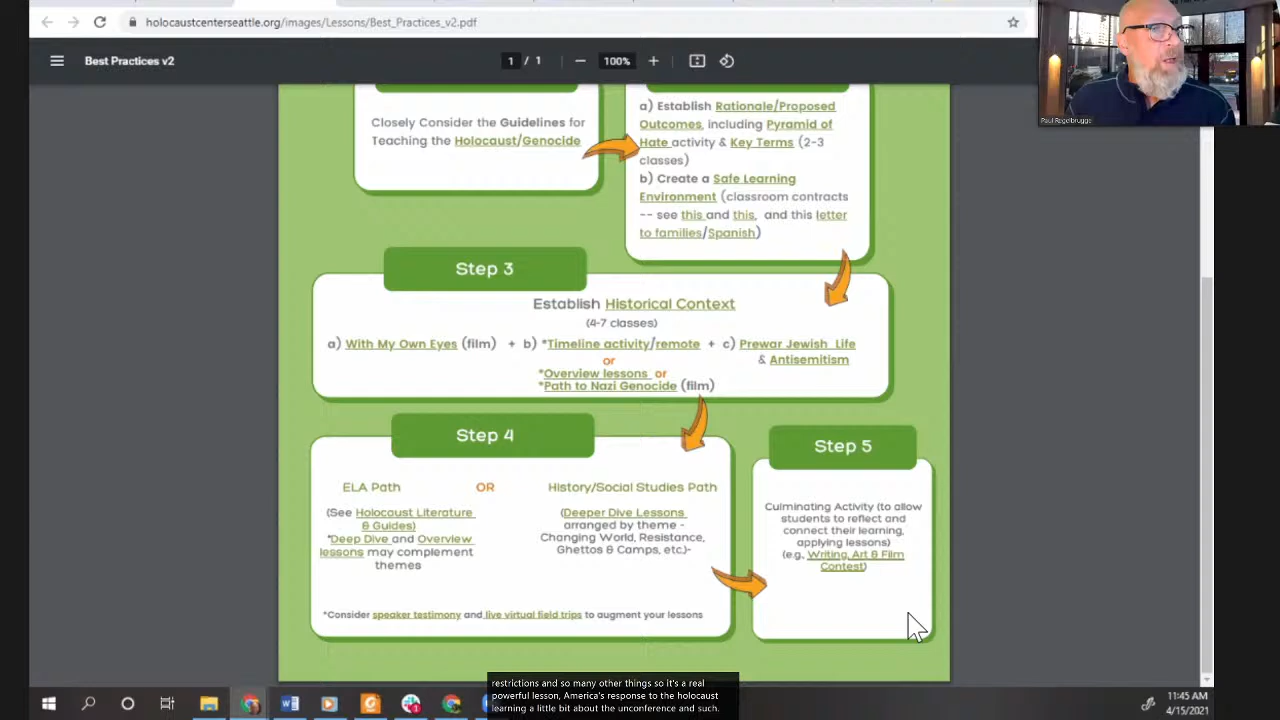 holocaustcenterseattle.org/images/Lessons/Best_Practices_v2.pdf
Best Practices v2
1 / 1
100%
Closely Consider the Guidelines for
Teaching the Holocaust/Genocide
a) Establish Rationale/Proposed
Outcomes, including Pyramid of
Hate activity & Key Terms (2-3
classes)
b) Create a Safe Learning
Environment (classroom contracts
-- see this and this, and this letter
to families/Spanish)
Step 3
Establish Historical Context
(4-7 classes)
a) With My Own Eyes (film) + b) *Timeline activity/remote + c) Prewar Jewish Life
& Antisemitism
or
*Overview lessons or
*Path to Nazi Genocide (film)
Step 4
ELA Path
OR
History/Social Studies Path
(See Holocaust Literature
& Guides)
*Deep Dive and Overview
lessons may complement
themes
(Deeper Dive Lessons
arranged by theme -
Changing World, Resistance,
Ghettos & Camps, etc.)-
*Consider speaker testimony and live virtual field trips to augment your lessons
Step 5
Culminating Activity (to allow
students to reflect and
connect their learning,
applying lessons)
(e.g., Writing, Art & Film
Contest)
Paul Regelbrugge
restrictions and so many other things so it's a real
powerful lesson, America's response to the holocaust
learning a little bit about the unconference and such.
11:45 AM
4/15/2021